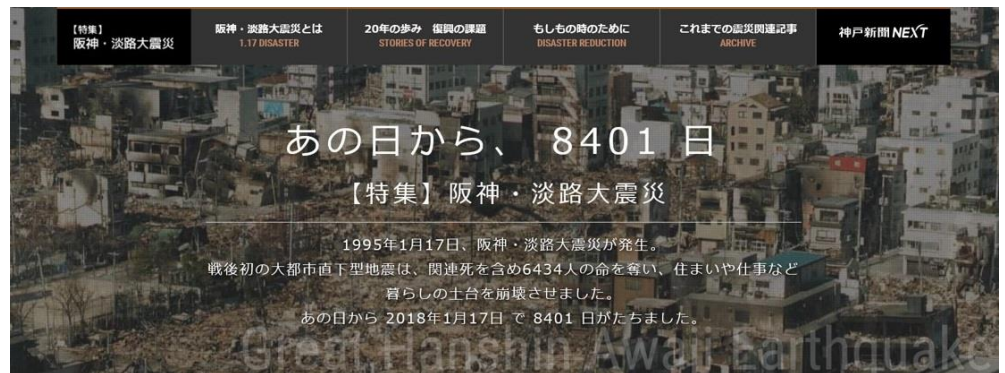 【特集】
阪神・淡路大震災
阪神・淡路大震災とは
1.17 DISASTER
20年の歩み 復興の課題
STORIES OF RECOVERY
もしもの時のために
DISASTER REDUCTION
これまでの震災関連記事
ARCHIVE
神戸新聞NEXT
あの日から、 8401 日
【特集】阪神・淡路大震災
1995年1月17日、阪神・淡路大震災が発生。
戦後初の大都市直下型地震は、関連死を含め6434人の命を奪い、住まいや仕事など
暮らしの土台を崩壊させました。
あの日から 2018年1月17日 で 8401 日がたちました。
Great Hanshin-Awaji Earthquake